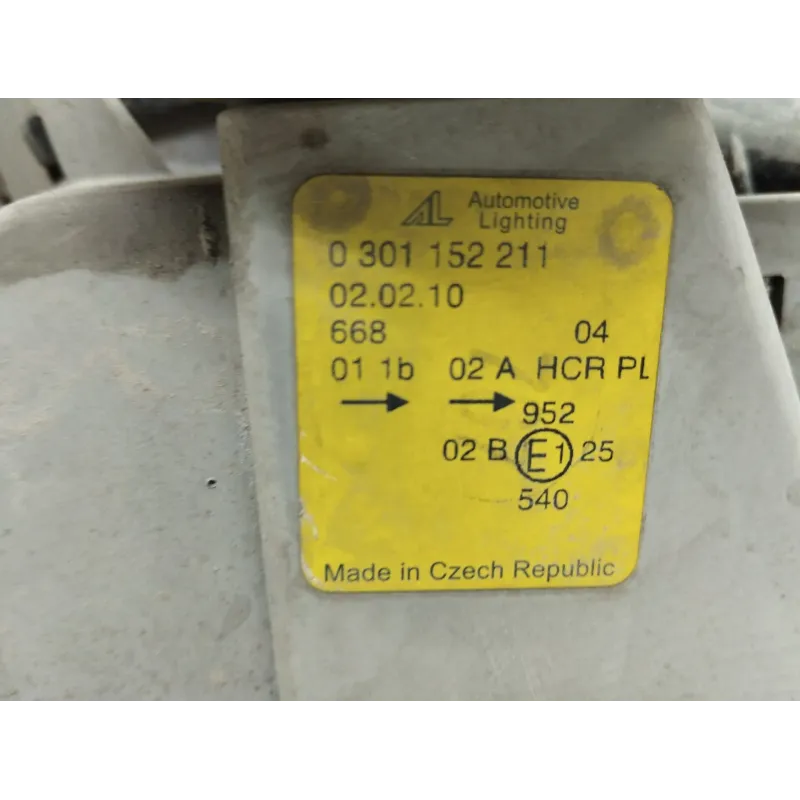 AL Automotive
Lighting
0 301 152 211
02.02.10
668 04
01 1b 02 A HCR PL
→ →
952
02 B E1 25
540
Made in Czech Republic